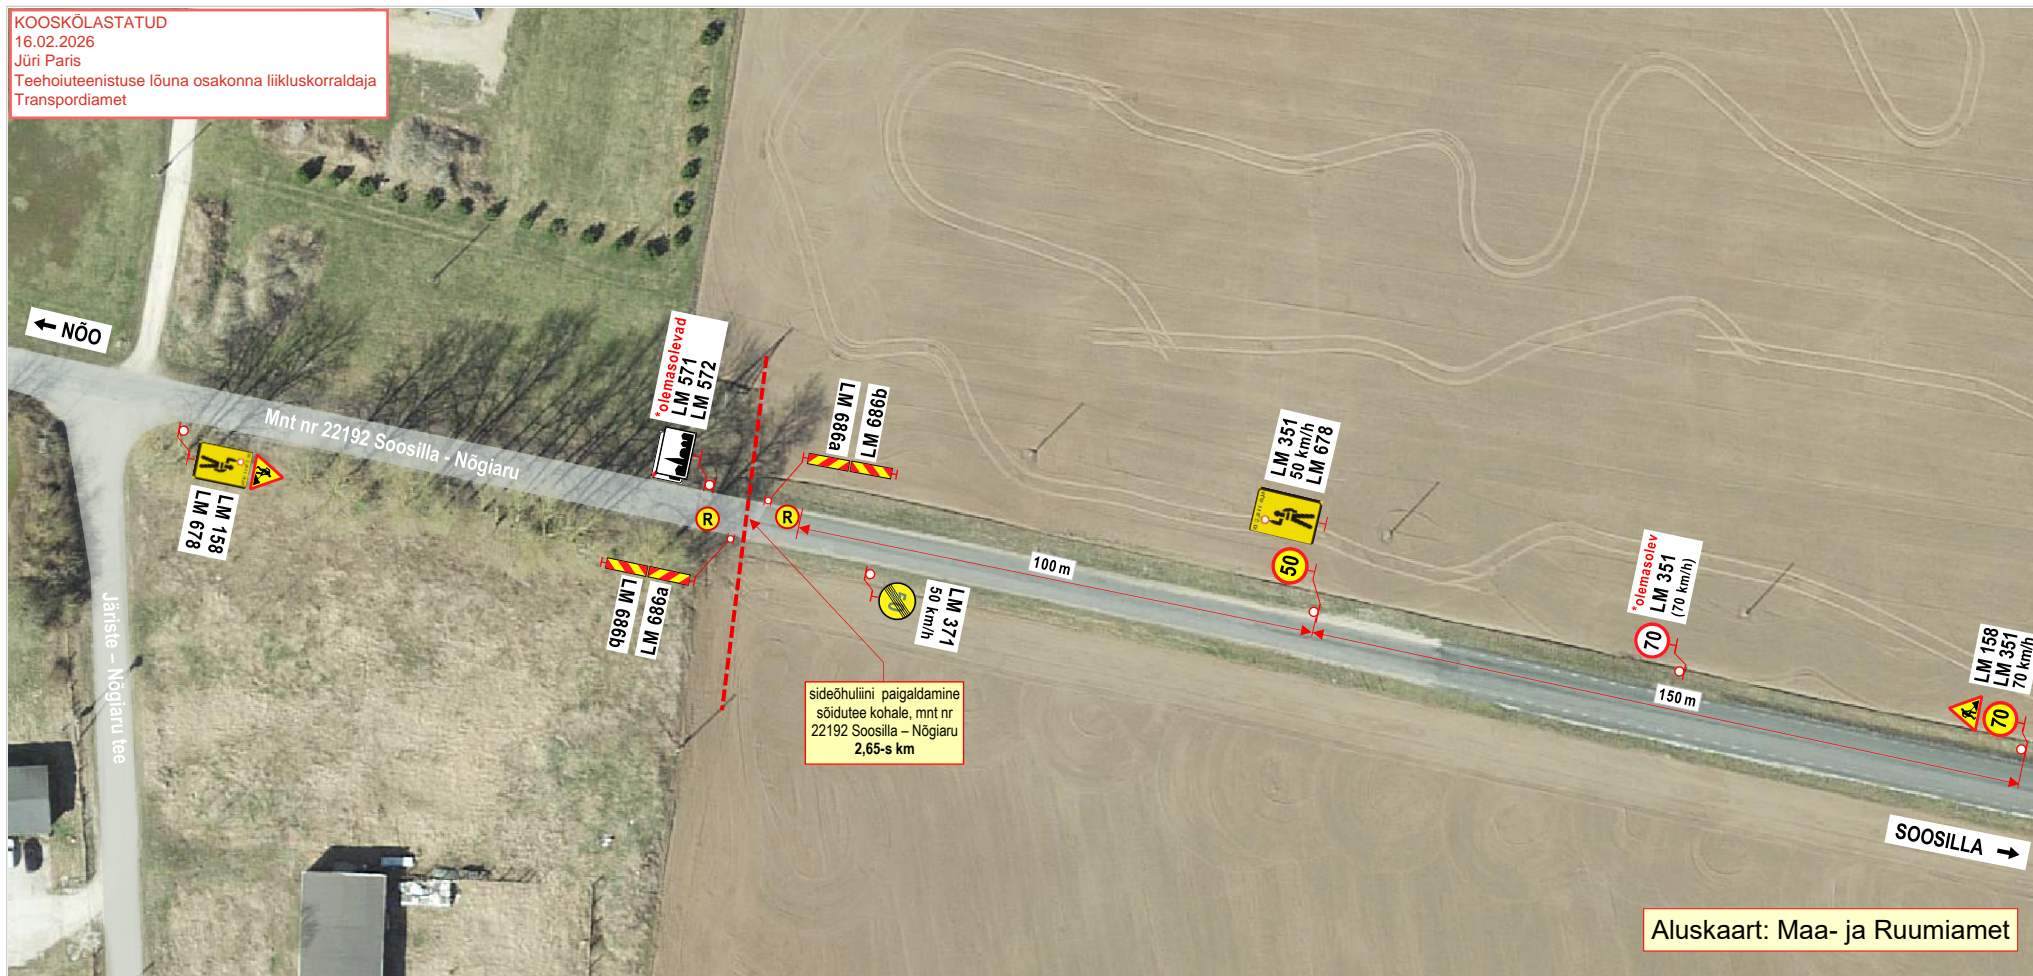 KOOSKÕLASTATUD
16.02.2026
Jüri Paris
Teehoiuteenistuse lõuna osakonna liikluskorraldaja
Transpordiamet
NÕO
Mnt nr 22192 Soosilla - Nõgiaru
Järiste – Nõgiaru tee
LM 158
LM 678
*olemasolevad
LM 571
LM 572
LM 686a
LM 686b
R
R
LM 686a
LM 686b
50
LM 371
50 km/h
sideõhuliini paigaldamine
sõidutee kohale, mnt nr
22192 Soosilla – Nõgiaru
2,65-s km
100 m
LM 351
50 km/h
LM 678
50
150 m
*olemasolev
LM 351
(70 km/h)
70
LM 158
LM 351
70 km/h
70
SOOSILLA
Aluskaart: Maa- ja Ruumiamet